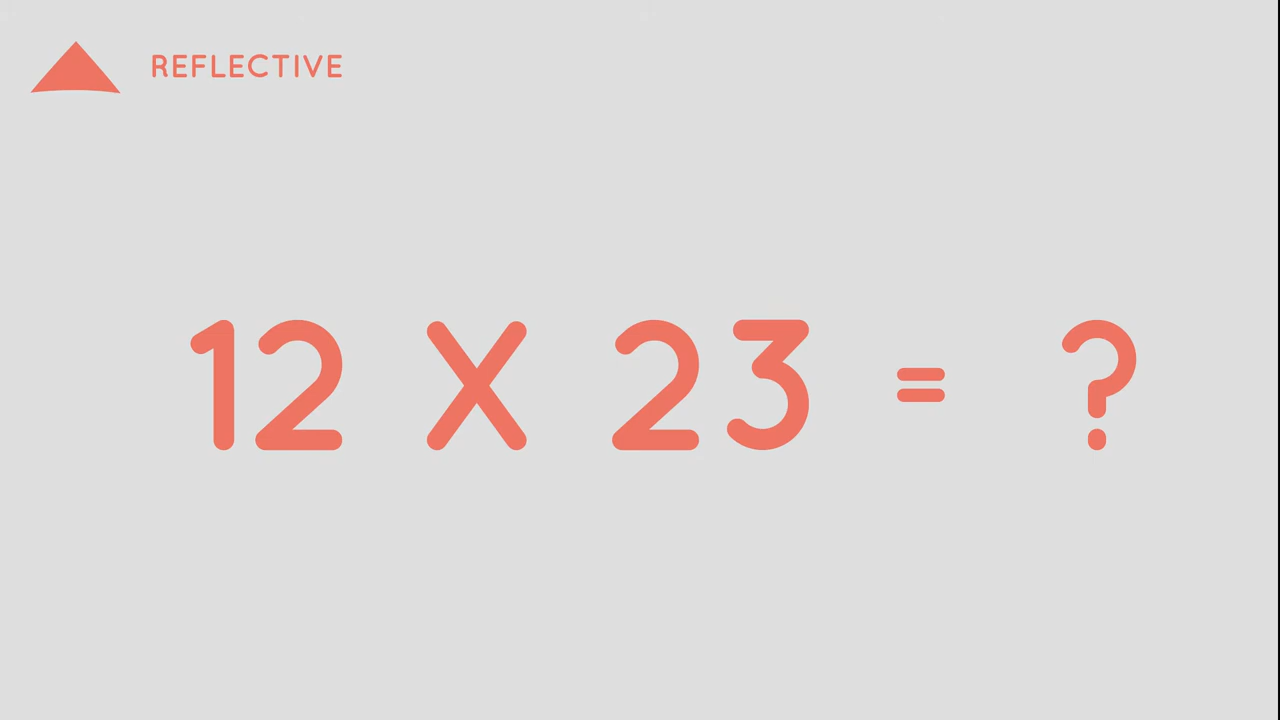 REFLECTIVE
12 X 23 = ?